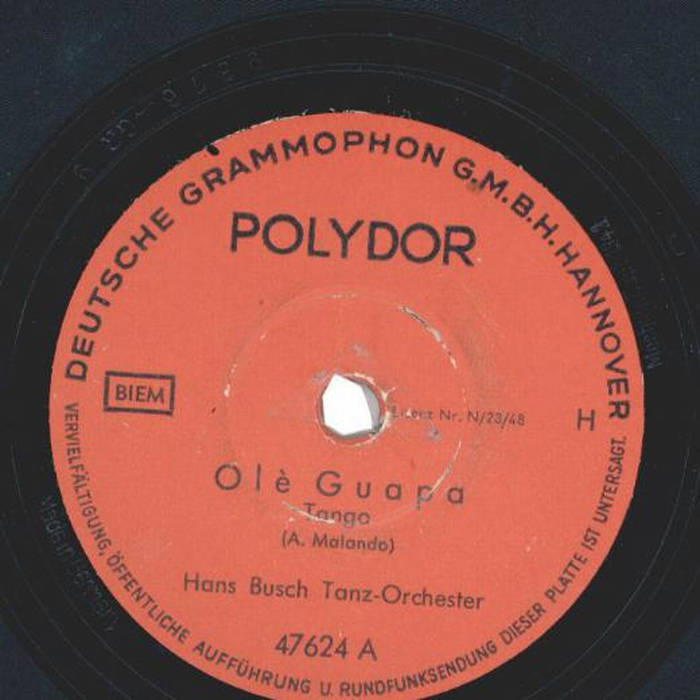 DEUTSCHE GRAMMOPHON G.M.B.H. HANNOVER
POLYDOR
BIEM
Lizenz Nr. N/23/48
H
Olè Guapa
Tango
(A. Malando)
Hans Busch Tanz-Orchester
47624 A
VERVIELFÄLTIGUNG, ÖFFENTLICHE AUFFÜHRUNG U. RUNDFUNKSENDUNG DIESER PLATTE IST UNTERSAGT.